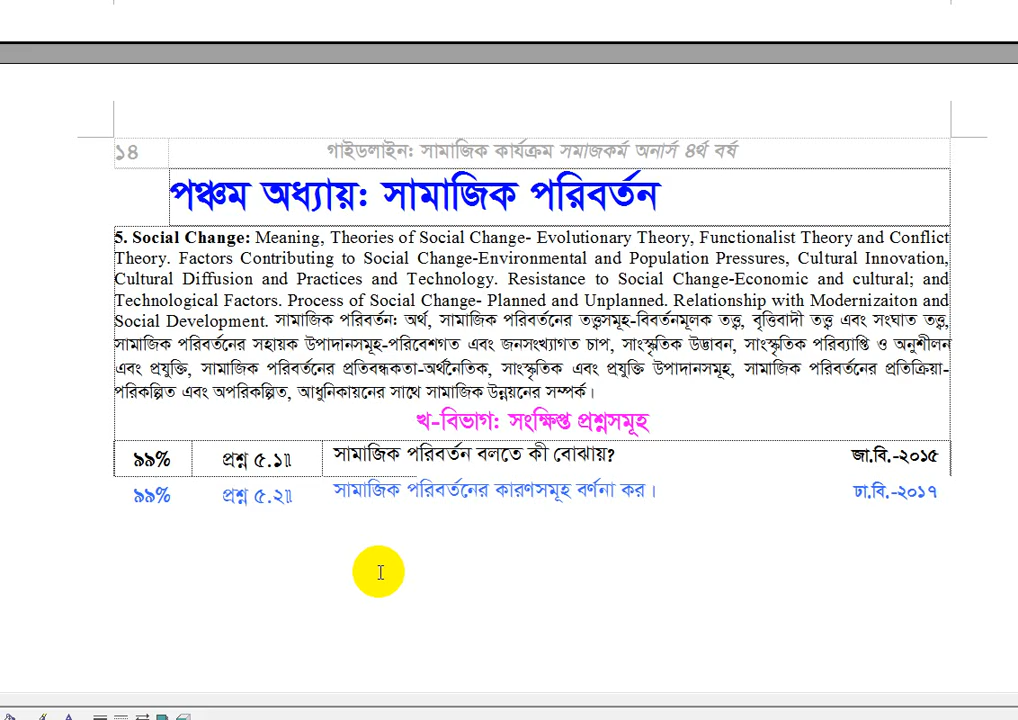 ১৪ গাইডলাইন: সামাজিক কার্যক্রম সমাজকর্ম অনার্স ৪র্থ বর্ষ
পঞ্চম অধ্যায়: সামাজিক পরিবর্তন
5. Social Change: Meaning, Theories of Social Change- Evolutionary Theory, Functionalist Theory and Conflict
Theory. Factors Contributing to Social Change-Environmental and Population Pressures, Cultural Innovation,
Cultural Diffusion and Practices and Technology. Resistance to Social Change-Economic and cultural; and
Technological Factors. Process of Social Change- Planned and Unplanned. Relationship with Modernizaiton and
Social Development. সামাজিক পরিবর্তন: অর্থ, সামাজিক পরিবর্তনের তত্ত্বসমূহ-বিবর্তনমূলক তত্ত্ব, বৃত্তিবাদী তত্ত্ব এবং সংঘাত তত্ত্ব,
সামাজিক পরিবর্তনের সহায়ক উপাদানসমূহ-পরিবেশগত এবং জনসংখ্যাগত চাপ, সাংস্কৃতিক উদ্ভাবন, সাংস্কৃতিক পরিব্যাপ্তি ও অনুশীলন
এবং প্রযুক্তি, সামাজিক পরিবর্তনের প্রতিবন্ধকতা-অর্থনৈতিক, সাংস্কৃতিক এবং প্রযুক্তি উপাদানসমূহ, সামাজিক পরিবর্তনের প্রতিক্রিয়া-
পরিকল্পিত এবং অপরিকল্পিত, আধুনিকায়নের সাথে সামাজিক উন্নয়নের সম্পর্ক।
খ-বিভাগ: সংক্ষিপ্ত প্রশ্নসমূহ
৯৯% প্রশ্ন ৫.১॥ সামাজিক পরিবর্তন বলতে কী বোঝায়? জা.বি.-২০১৫
৯৯% প্রশ্ন ৫.২॥ সামাজিক পরিবর্তনের কারণসমূহ বর্ণনা কর। ঢা.বি.-২০১৭